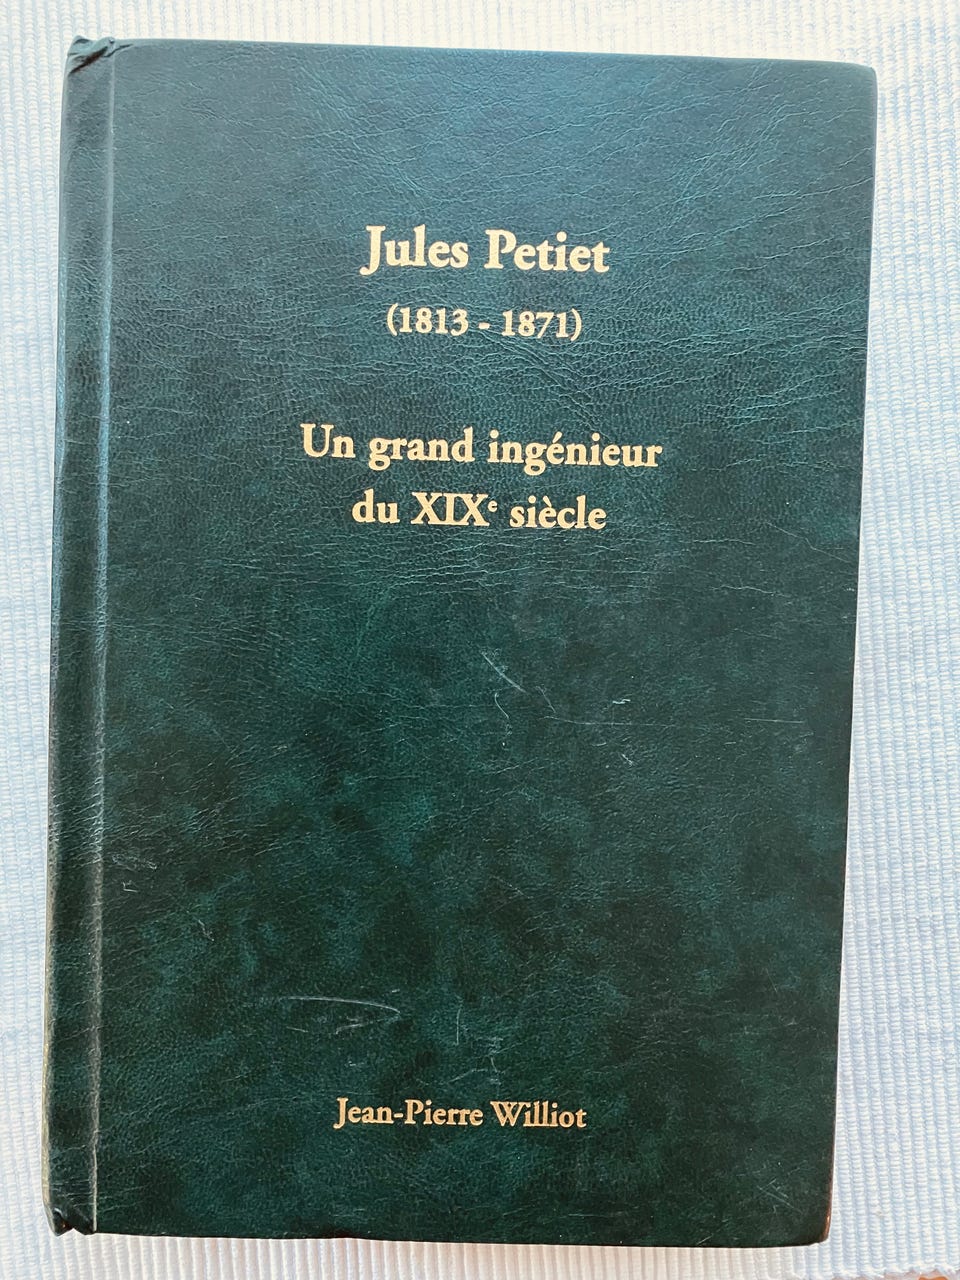 Jules Petiet
(1813 - 1871)
Un grand ingénieur
du XIXe siècle
Jean-Pierre Williot